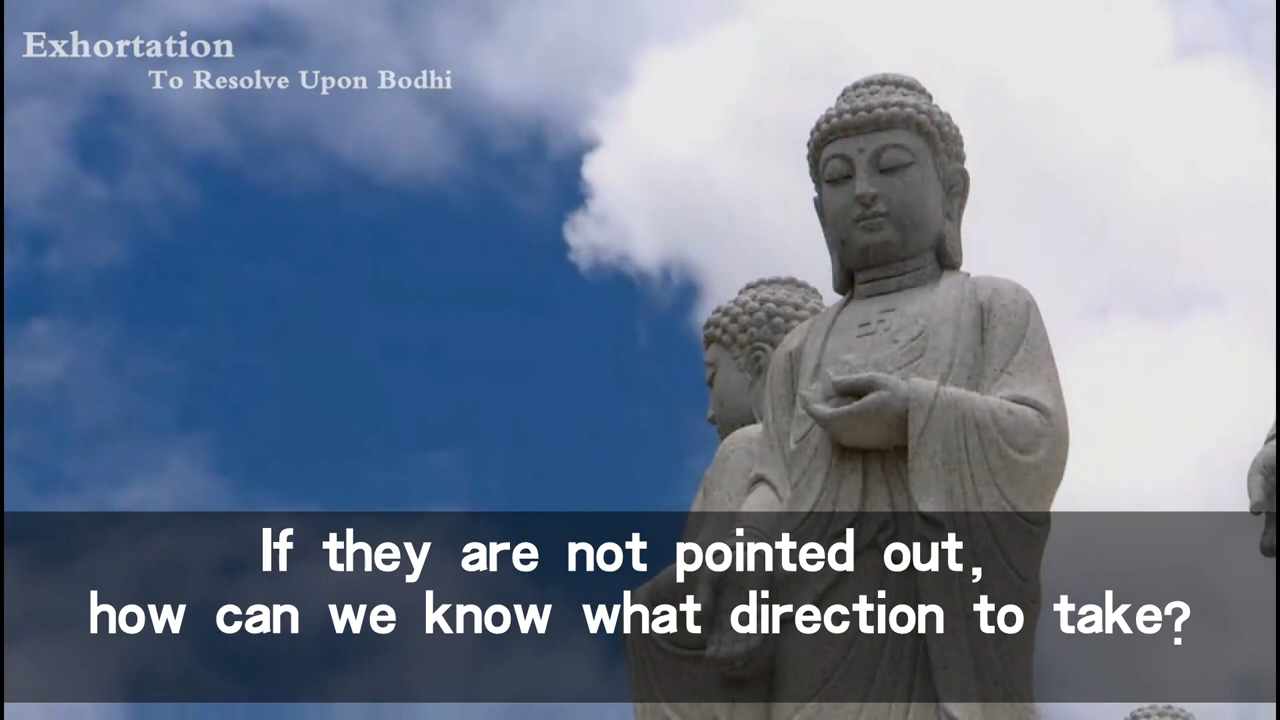 Exhortation
To Resolve Upon Bodhi
If they are not pointed out,
how can we know what direction to take?